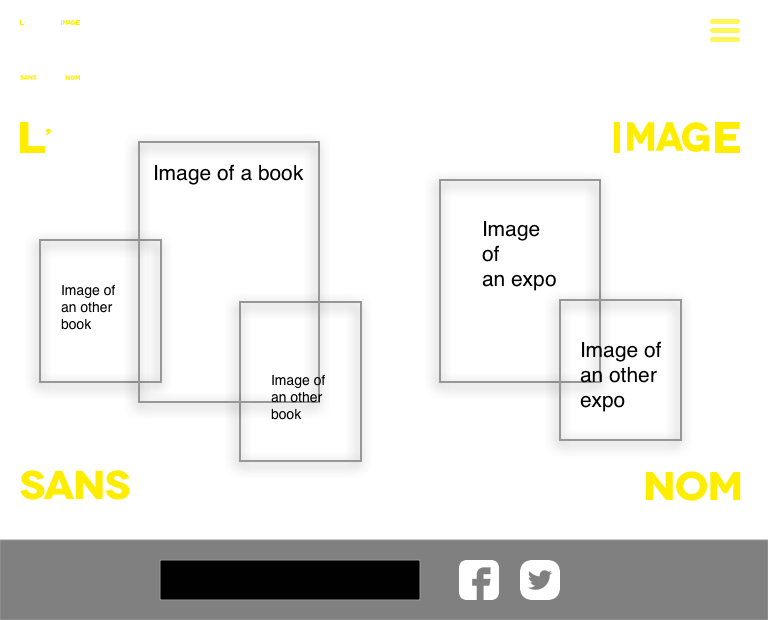 L' IMAGE
SANS NOM
L' IMAGE
Image of a book
Image of
an other
book
Image of
an other
book
Image
of
an expo
Image of
an other
expo
SANS NOM